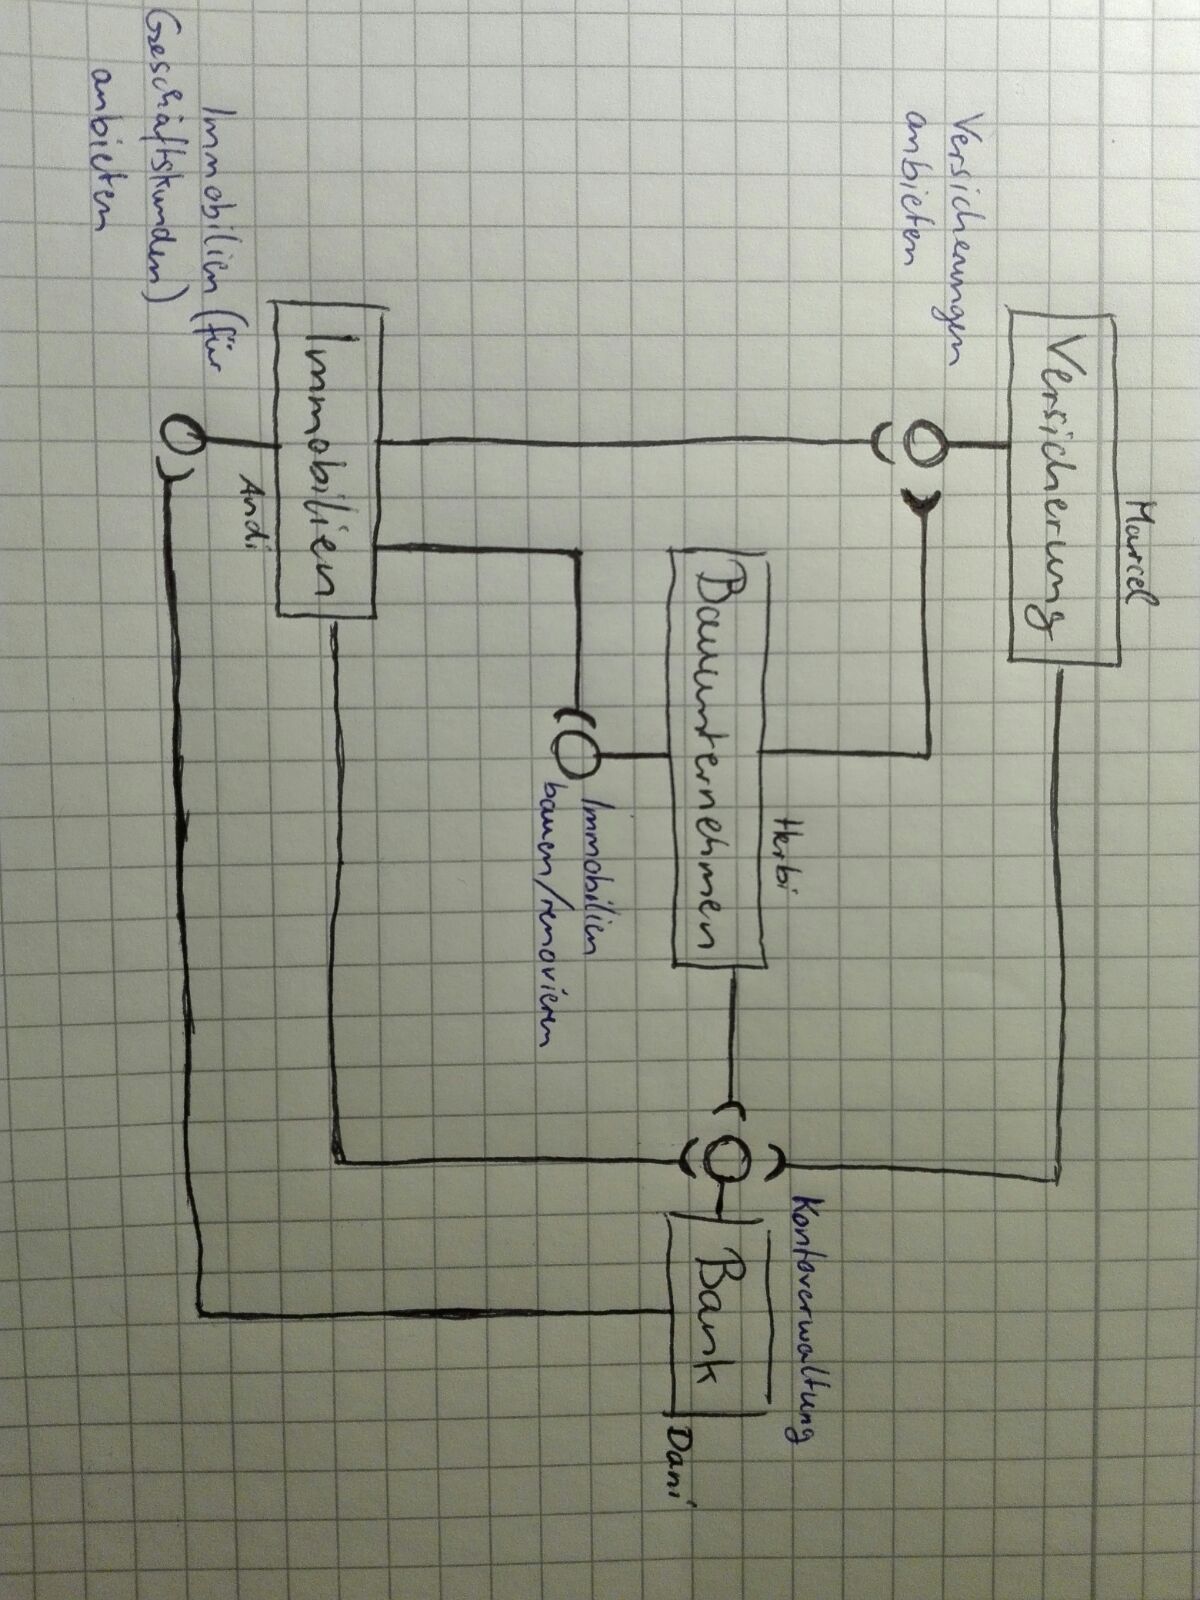 Marcel
Versicherung
Versicherungen
anbieten
Herbi
Bauunternehmen
Kontoverwaltung
Bank
Dani
Immobilien
bauen/renovieren
Immobilien
Andi
Immobilien (für
Geschäftskunden)
anbieten